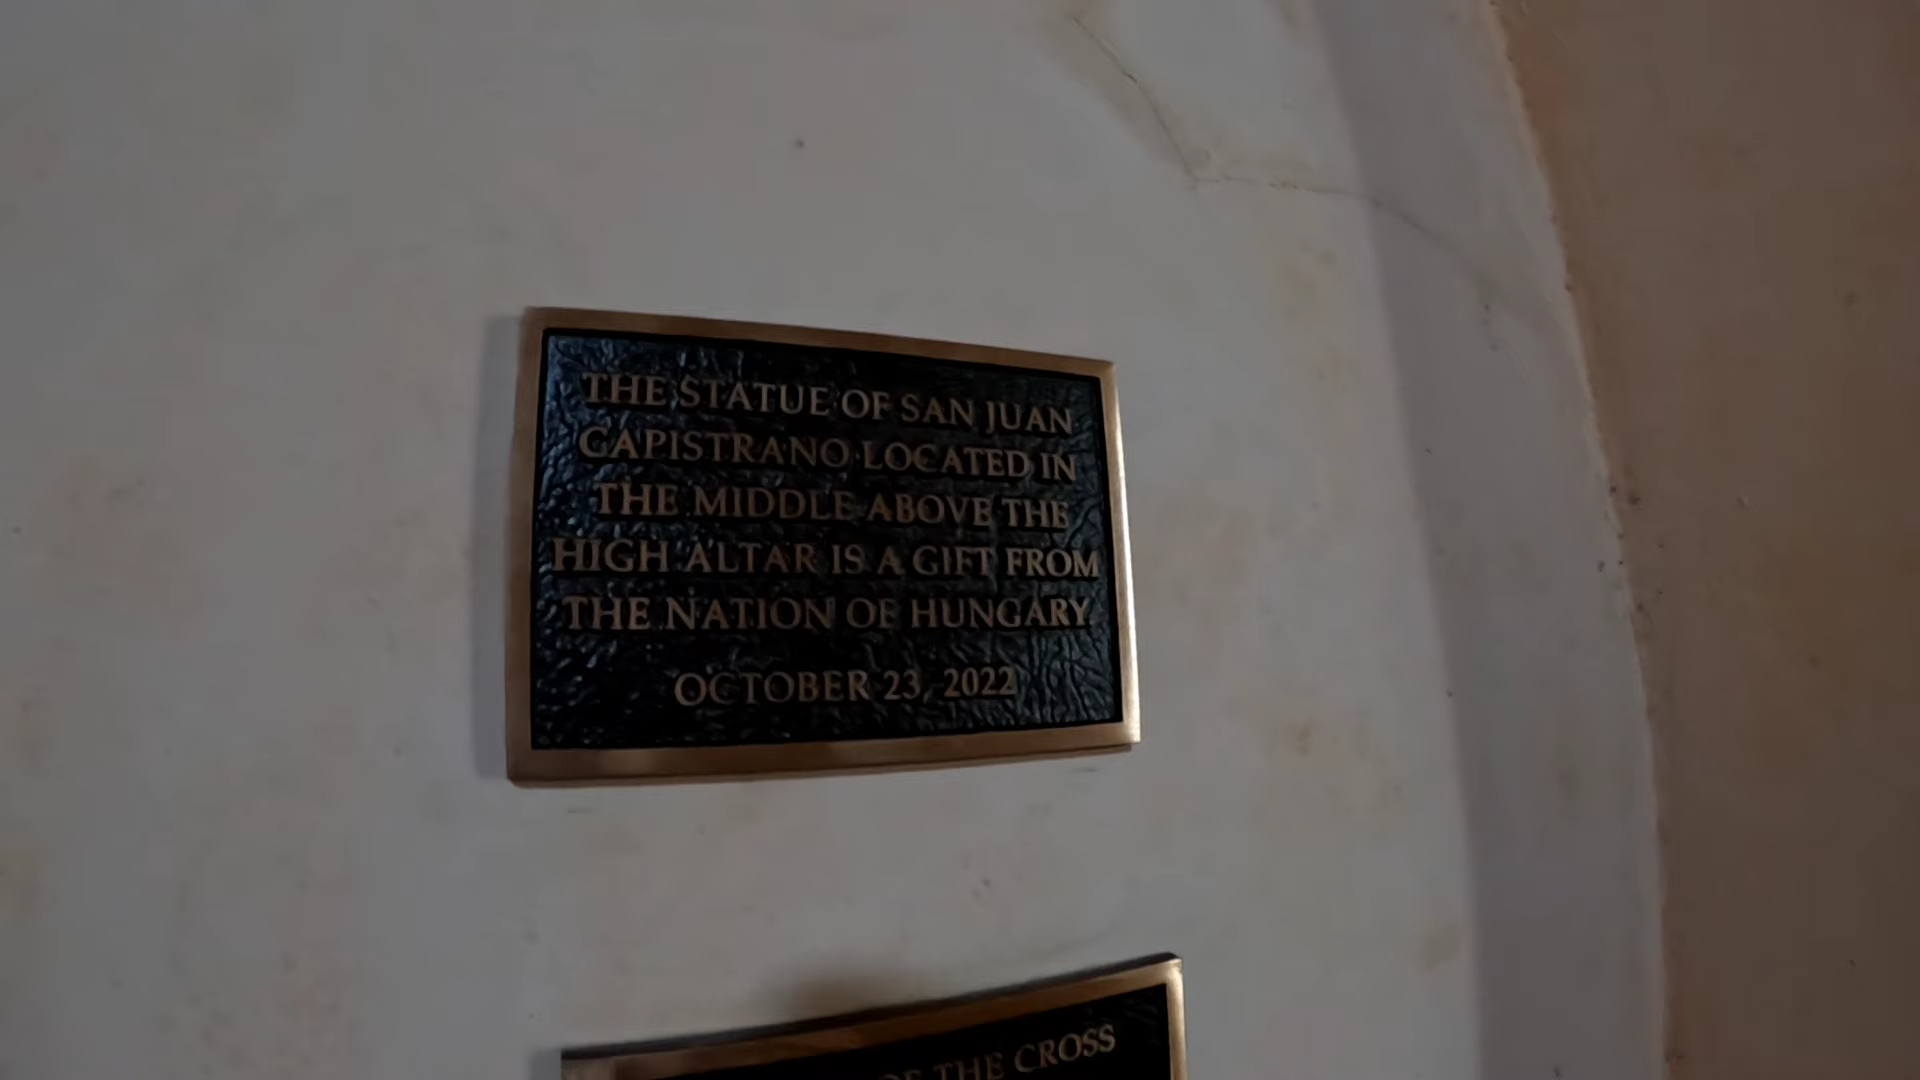 THE STATUE OF SAN JUAN
CAPISTRANO LOCATED IN
THE MIDDLE ABOVE THE
HIGH ALTAR IS A GIFT FROM
THE NATION OF HUNGARY
OCTOBER 23, 2022
OF THE CROSS